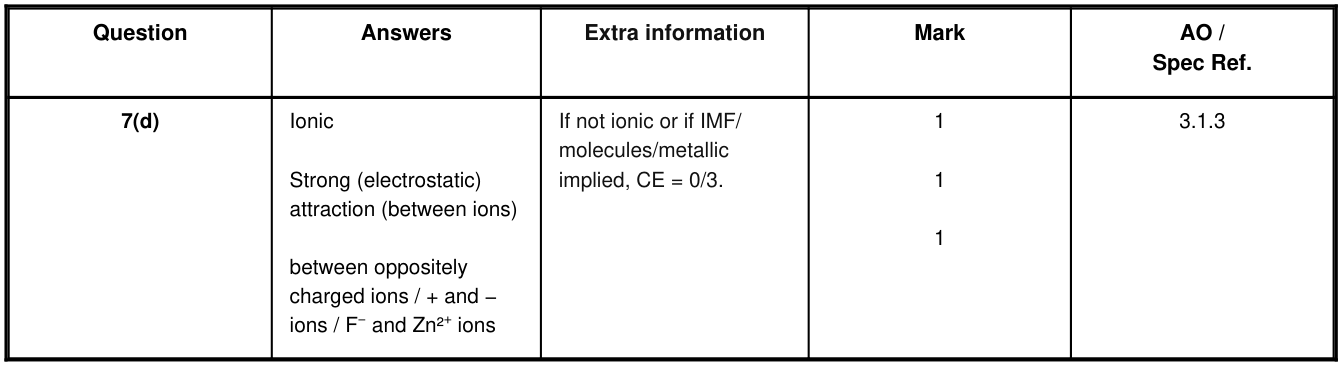 Question Answers Extra information Mark AO /
Spec Ref.
7(d) Ionic If not ionic or if IMF/ 1 3.1.3
molecules/metallic
Strong (electrostatic) implied, CE = 0/3. 1
attraction (between ions)
1
between oppositely
charged ions / + and −
ions / F⁻ and Zn²⁺ ions